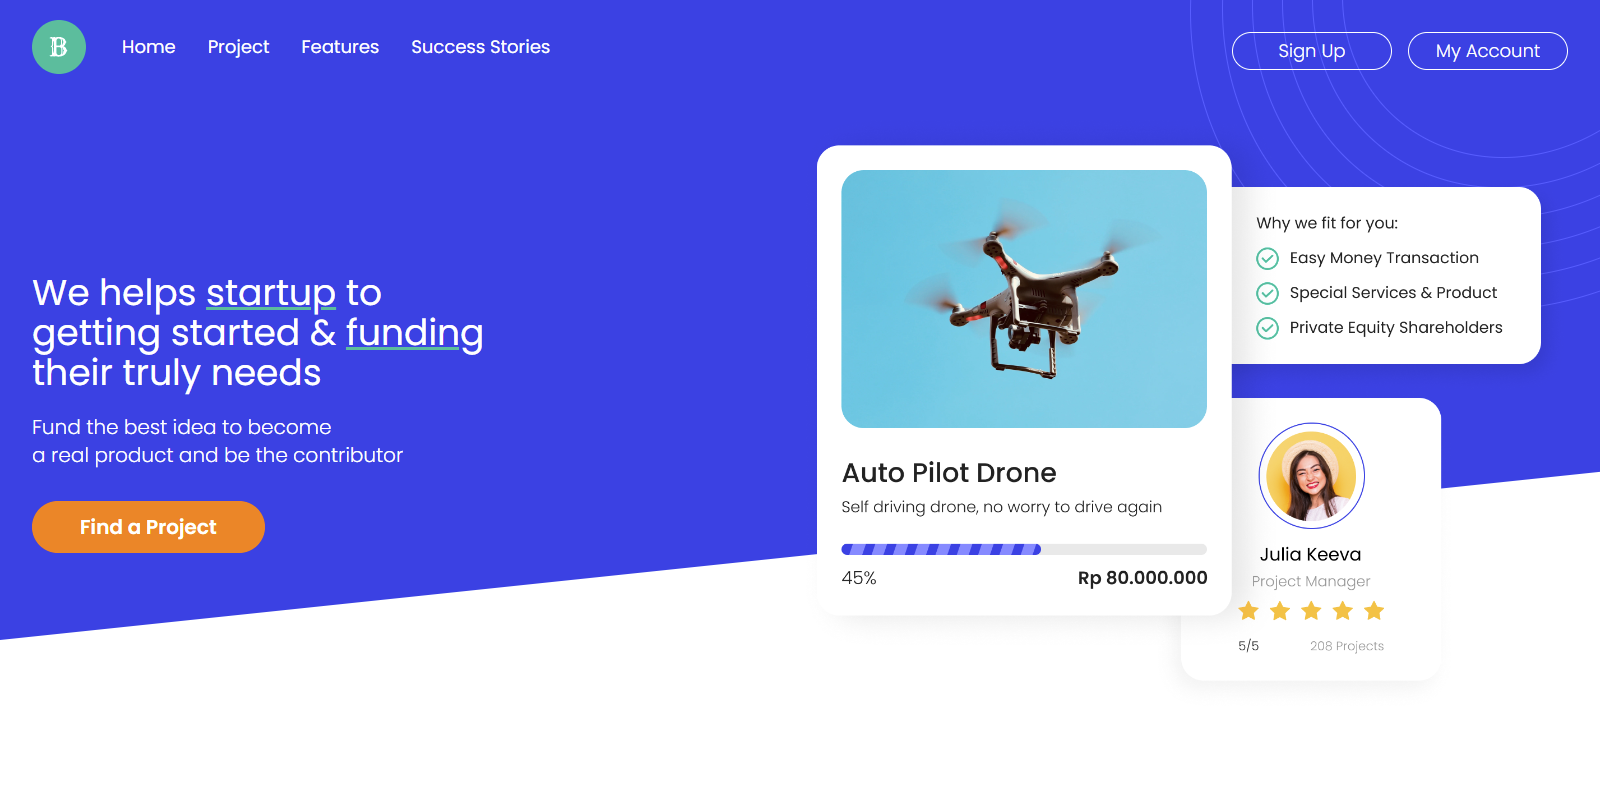 B
Home
Project
Features
Success Stories
Sign Up
My Account
We helps startup to
getting started & funding
their truly needs
Fund the best idea to become
a real product and be the contributor
Find a Project
Auto Pilot Drone
Self driving drone, no worry to drive again
45%
Rp 80.000.000
Why we fit for you:
Easy Money Transaction
Special Services & Product
Private Equity Shareholders
Julia Keeva
Project Manager
5/5
208 Projects